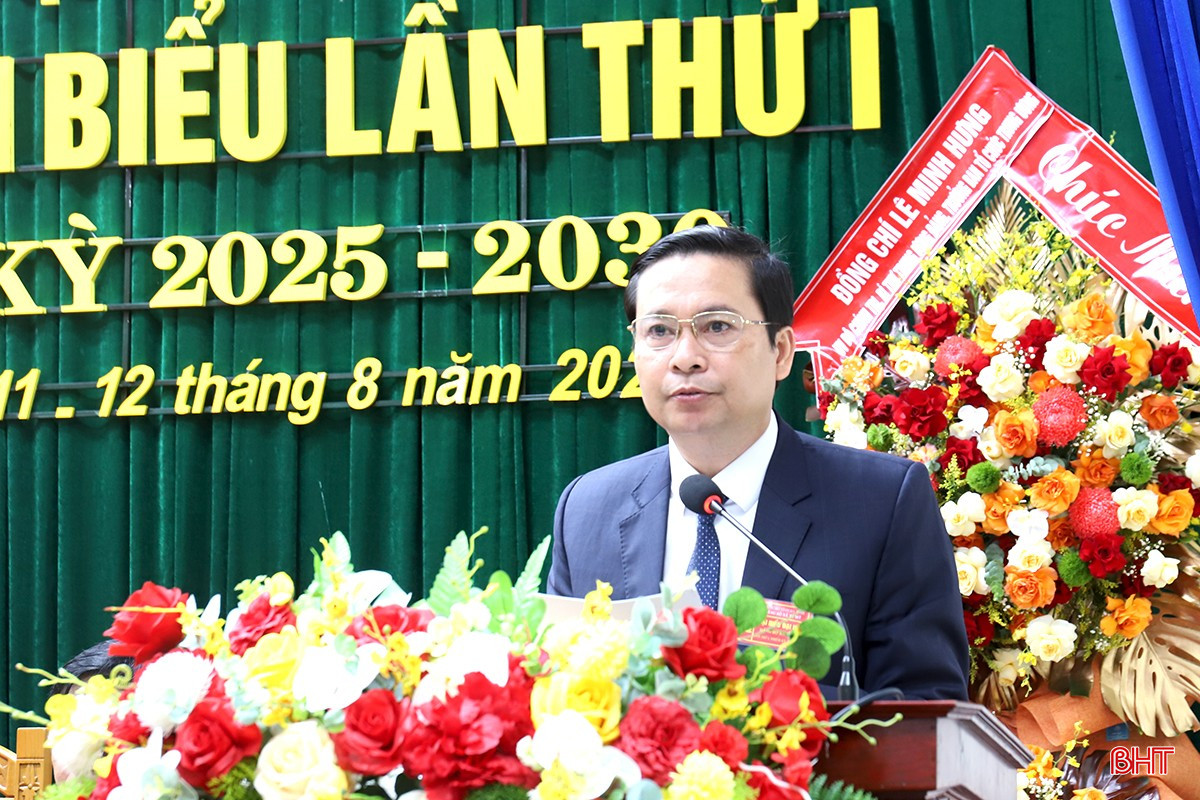 I BIỂU LẦN THỨ I
KỲ 2025 - 2030
11 - 12 tháng 8 năm 202
ĐỒNG CHÍ LÊ MINH HƯNG
Chúc M
BHT